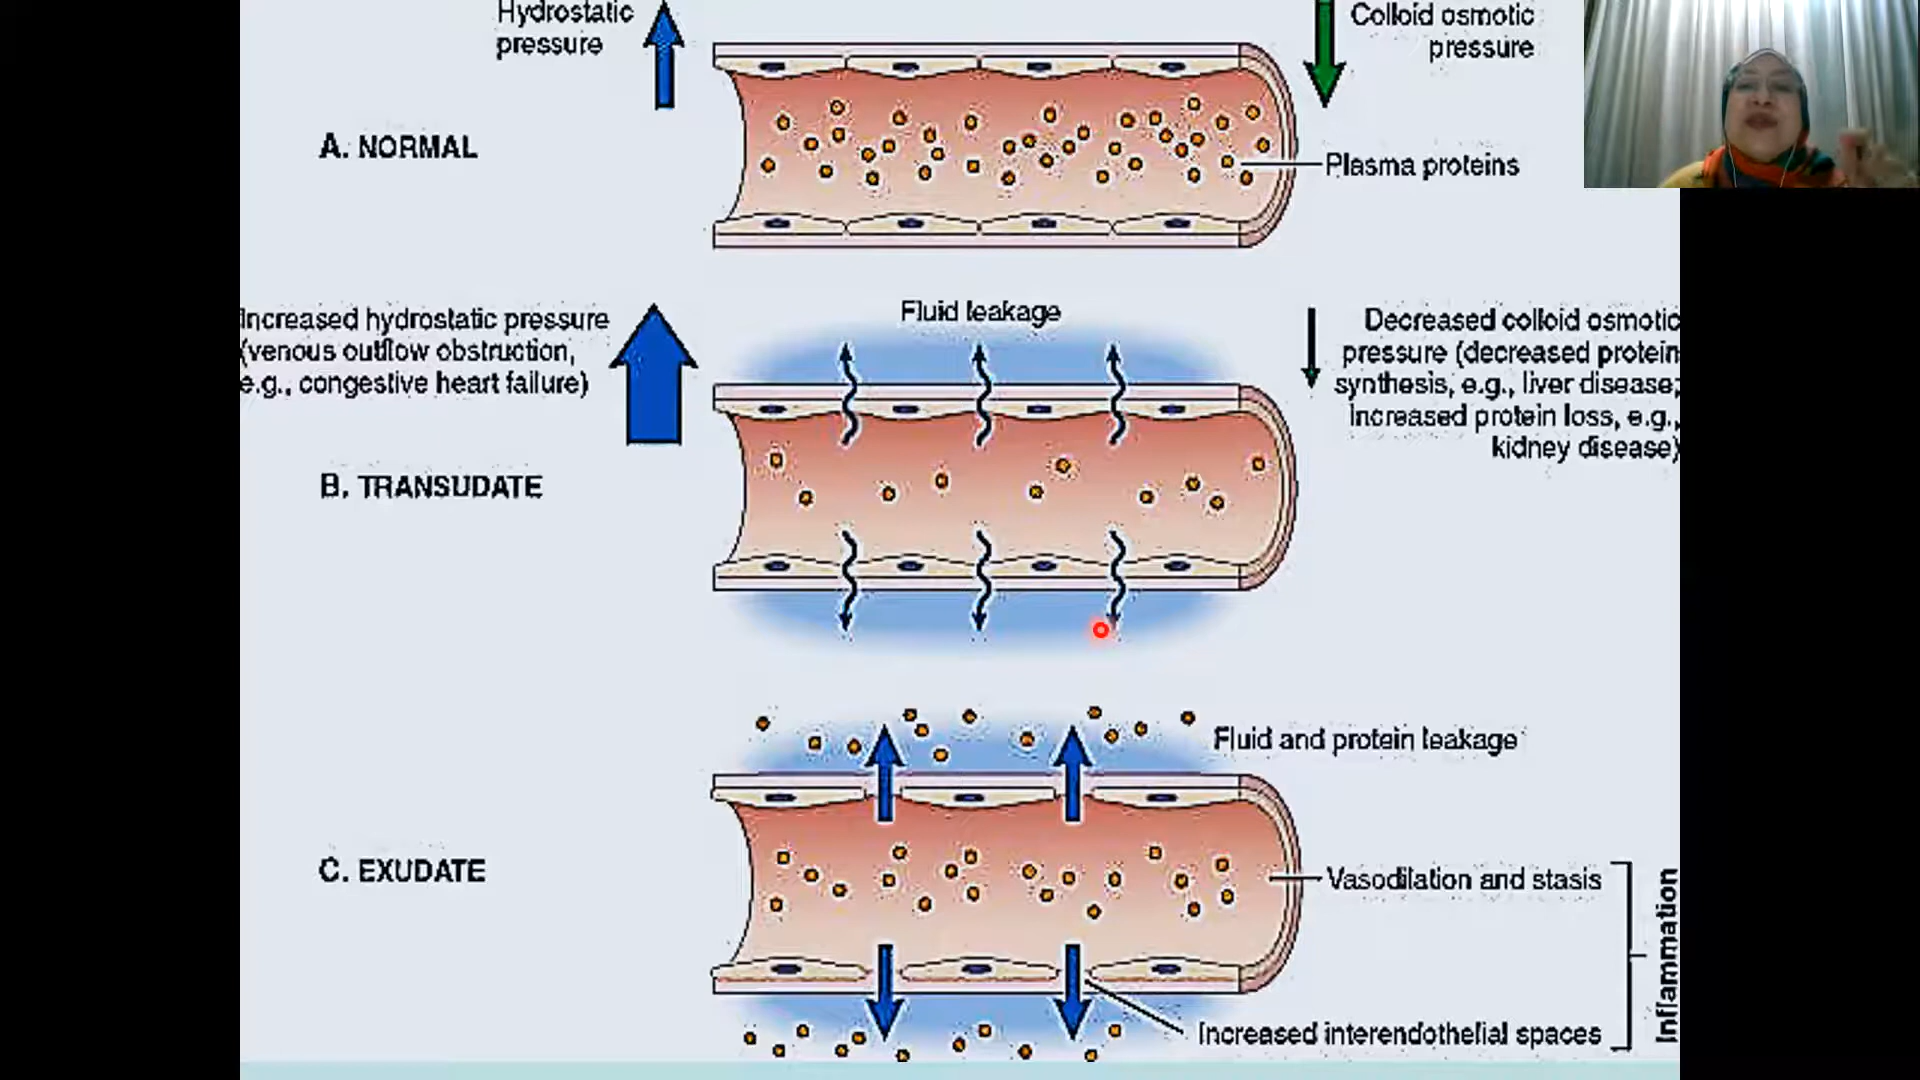 Hydrostatic
pressure
Colloid osmotic
pressure
A. NORMAL
Plasma proteins
Increased hydrostatic pressure
(venous outflow obstruction,
e.g., congestive heart failure)
Fluid leakage
Decreased colloid osmotic
pressure (decreased protein
synthesis, e.g., liver disease;
increased protein loss, e.g.,
kidney disease)
B. TRANSUDATE
Fluid and protein leakage
C. EXUDATE
Vasodilation and stasis
Inflammation
Increased interendothelial spaces